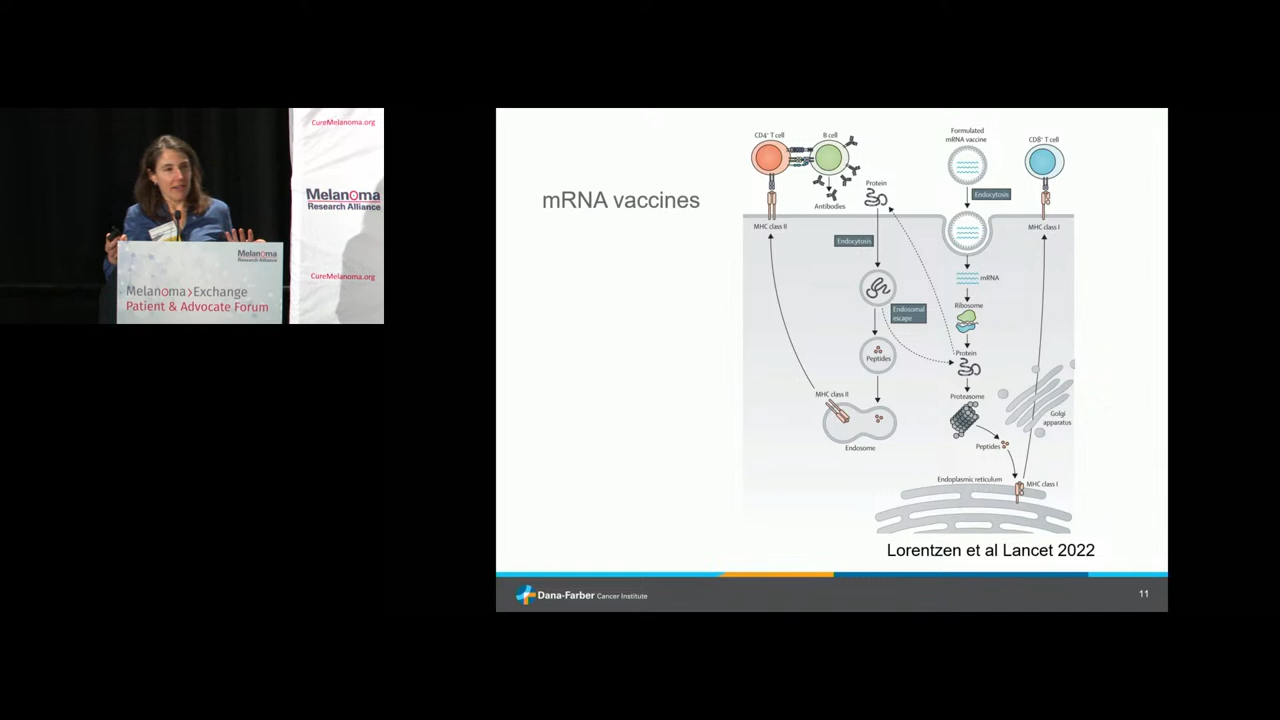 CureMelanoma.org
Melanoma
Research Alliance
CureMelanoma.org
Melanoma
Research Alliance
Melanoma>Exchange
Patient & Advocate Forum
mRNA vaccines
CD4⁺ T cell
B cell
Formulated
mRNA vaccine
CD8⁺ T cell
Protein
Endocytosis
Antibodies
MHC class II
MHC class I
Endocytosis
mRNA
Endosomal
escape
Ribosome
Peptides
Protein
MHC class II
Proteasome
Golgi
apparatus
Endosome
Peptides
Endoplasmic reticulum
MHC class I
Lorentzen et al Lancet 2022
Dana-Farber Cancer Institute
11